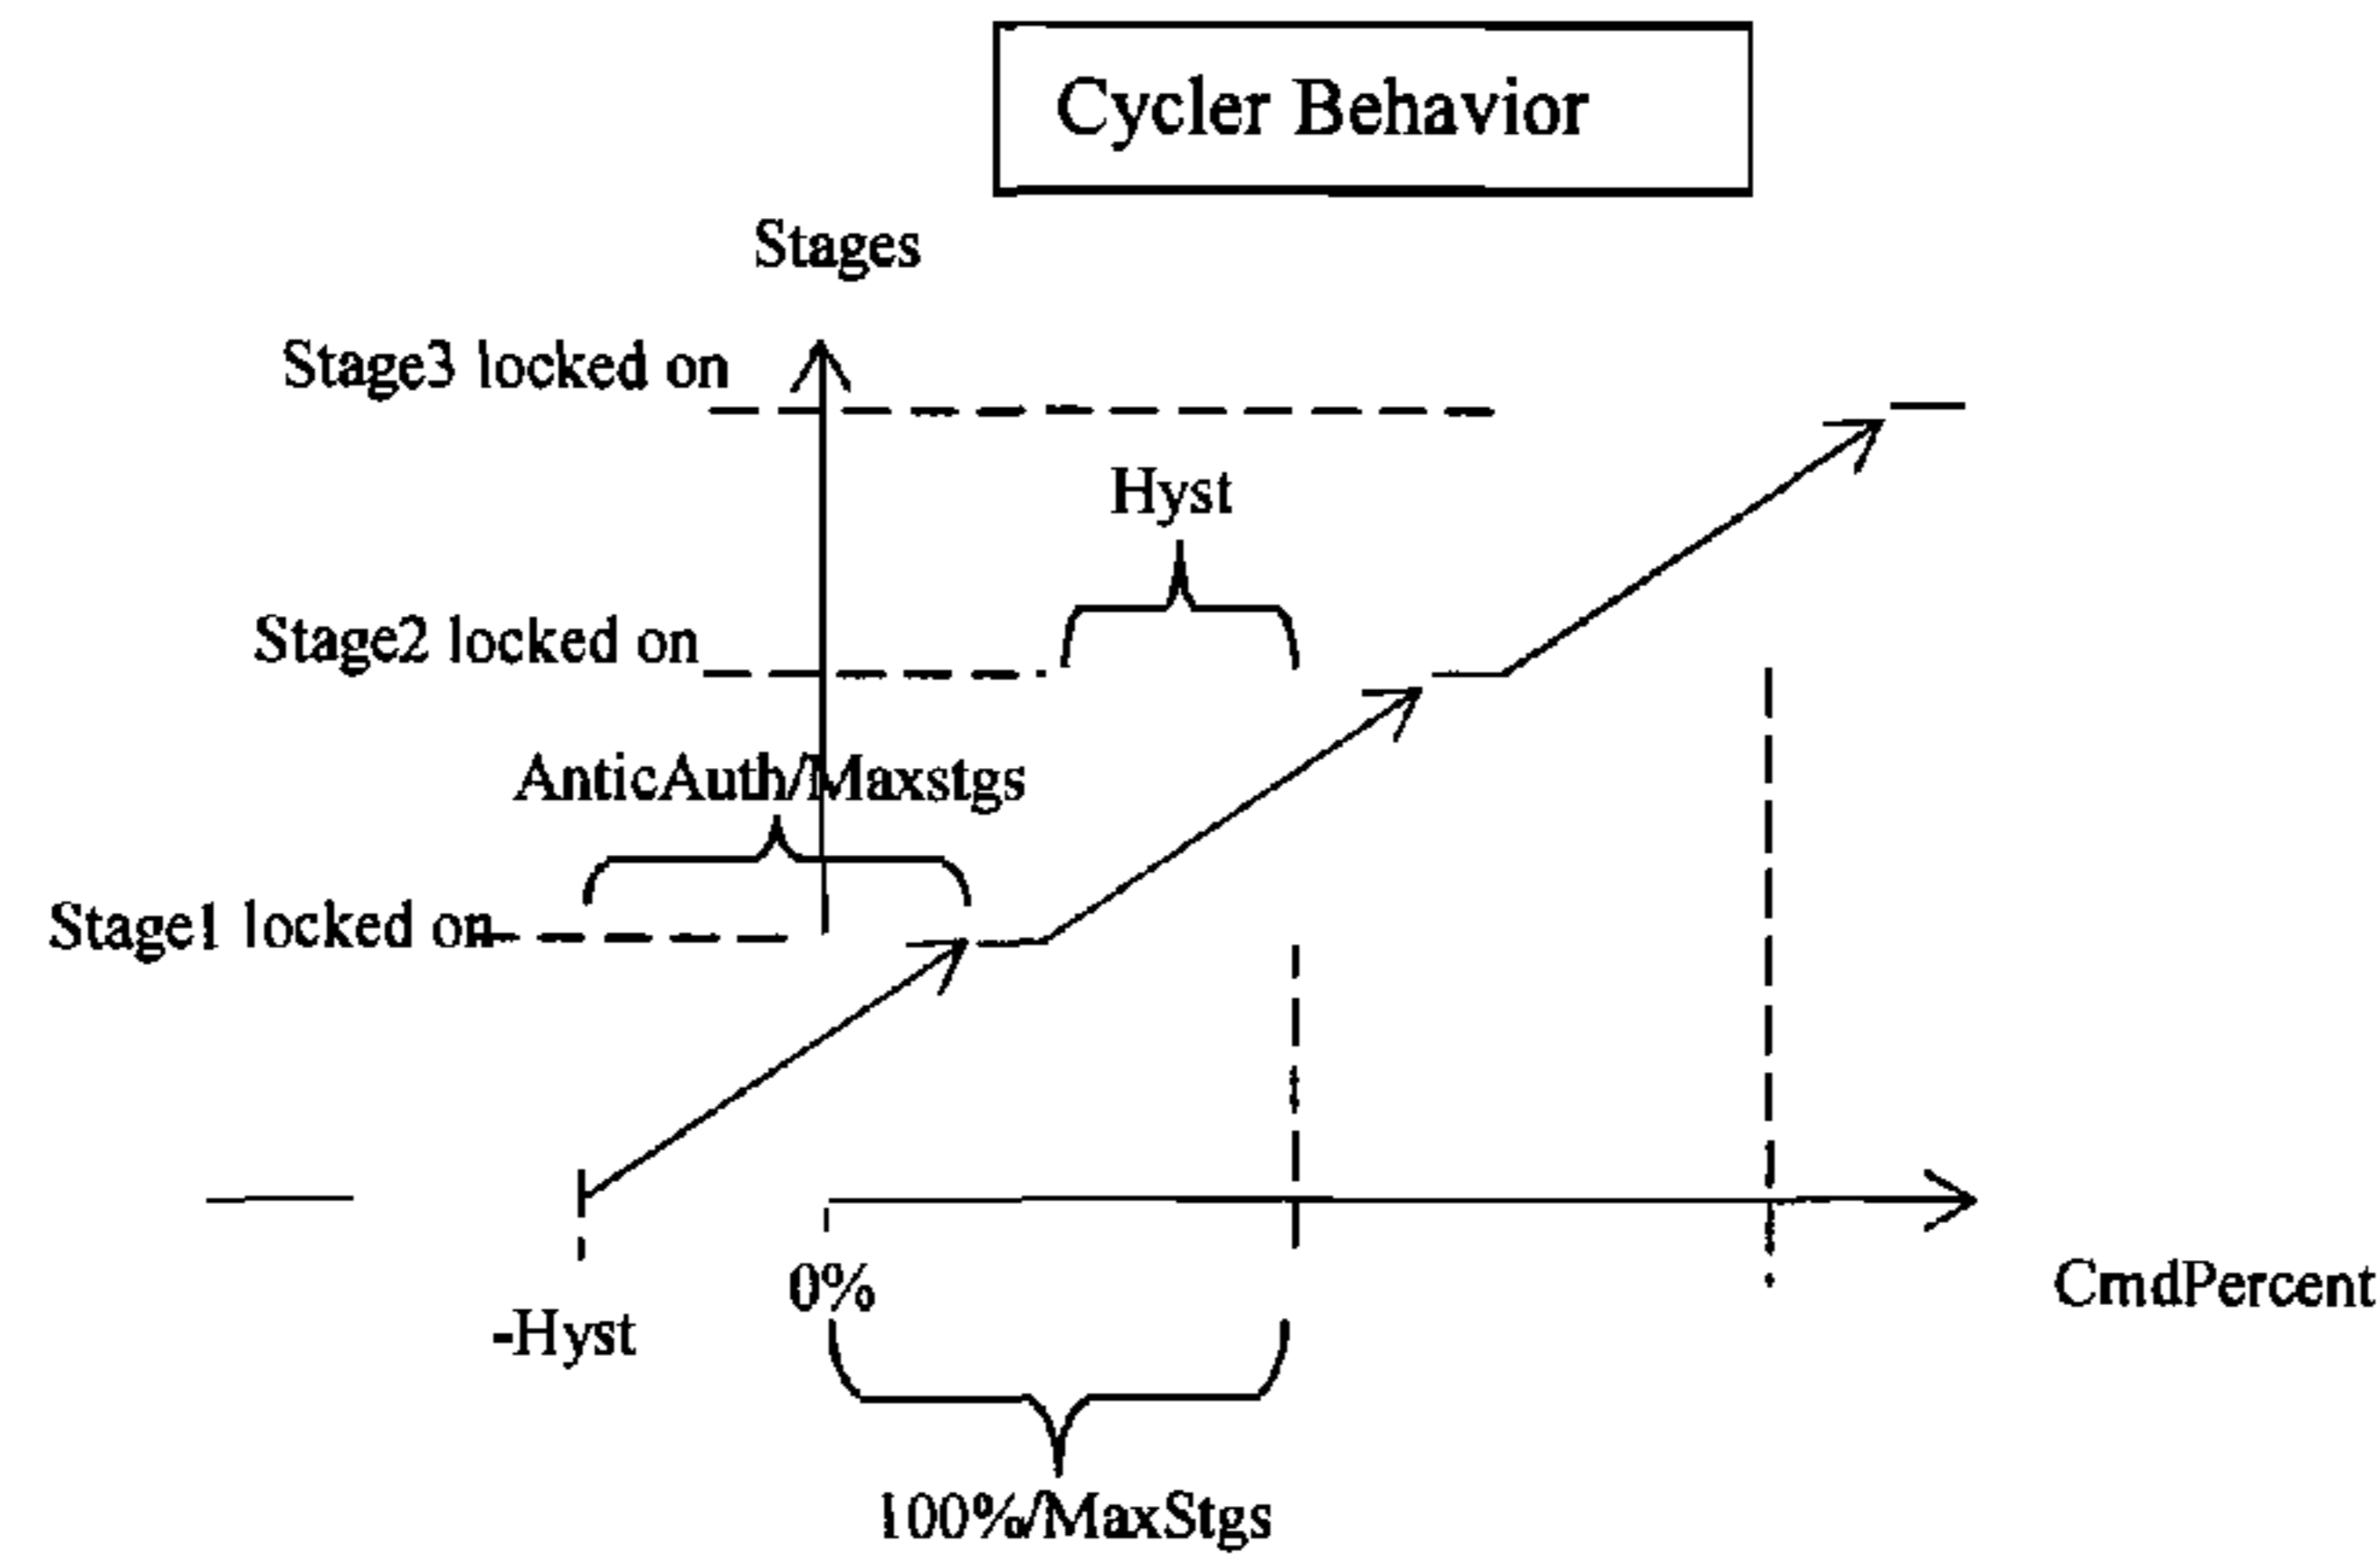 Cycler Behavior
Stages
Stage3 locked on
Hyst
Stage2 locked on
AnticAuth/Maxstgs
Stage1 locked on
0%
CmdPercent
-Hyst
100%/MaxStgs